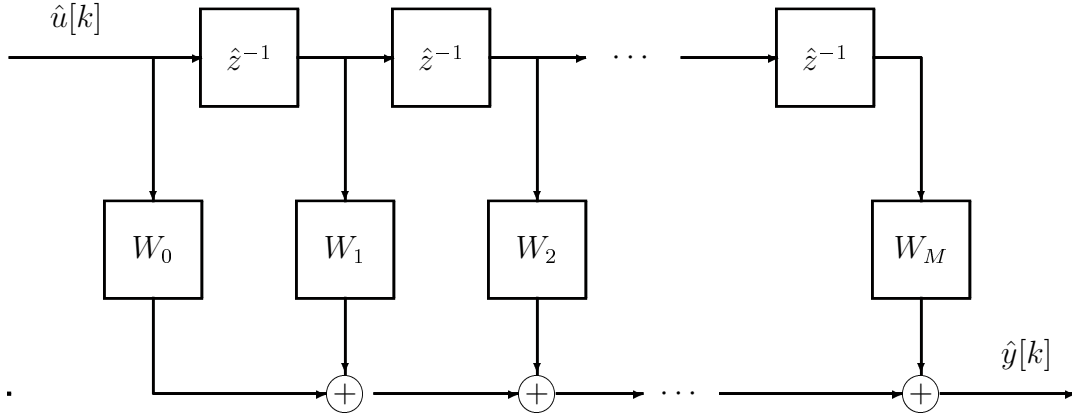 û[k]
ẑ⁻¹ ẑ⁻¹ ⋯ ẑ⁻¹
W₀ W₁ W₂ W_M
ŷ[k]
+ + ⋯ +
.